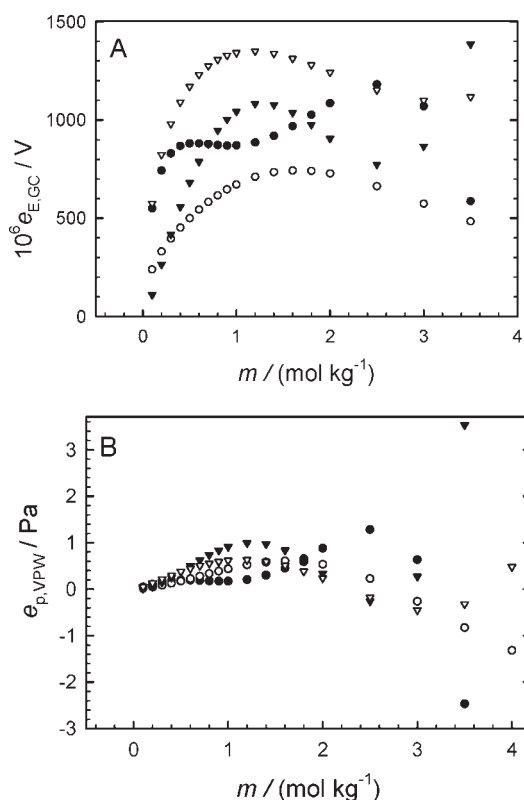 A
1500
1000
500
0
10⁶e_E,GC / V
0 1 2 3 4
m / (mol kg⁻¹)
B
3
2
1
0
-1
-2
-3
e_p,VPW / Pa
0 1 2 3 4
m / (mol kg⁻¹)